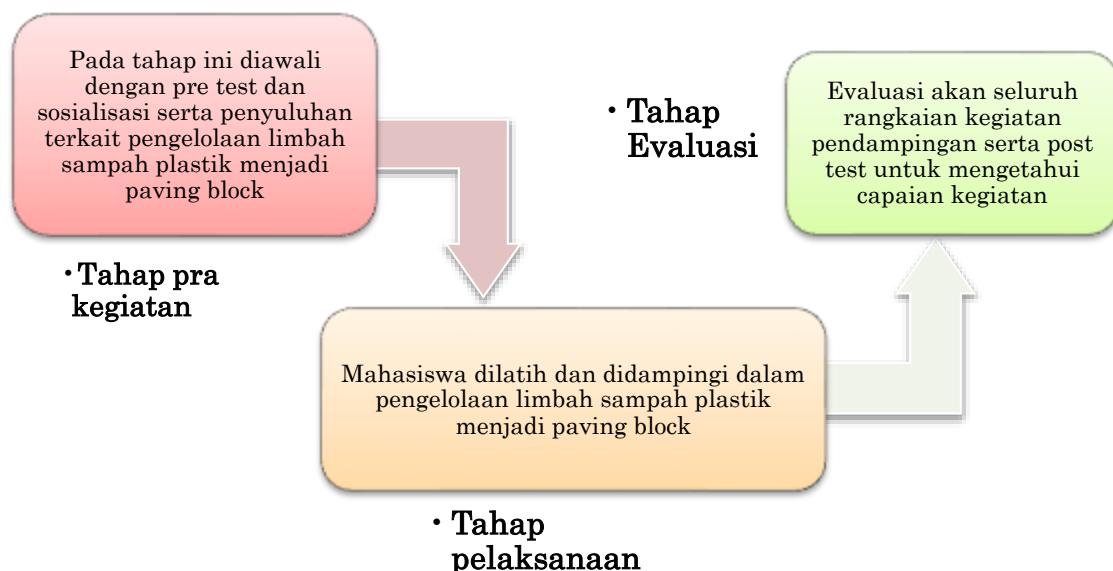 Pada tahap ini diawali
dengan pre test dan
sosialisasi serta penyuluhan
terkait pengelolaan limbah
sampah plastik menjadi
paving block
• Tahap pra
kegiatan
Mahasiswa dilatih dan didampingi dalam
pengelolaan limbah sampah plastik
menjadi paving block
• Tahap
pelaksanaan
• Tahap
Evaluasi
Evaluasi akan seluruh
rangkaian kegiatan
pendampingan serta post
test untuk mengetahui
capaian kegiatan